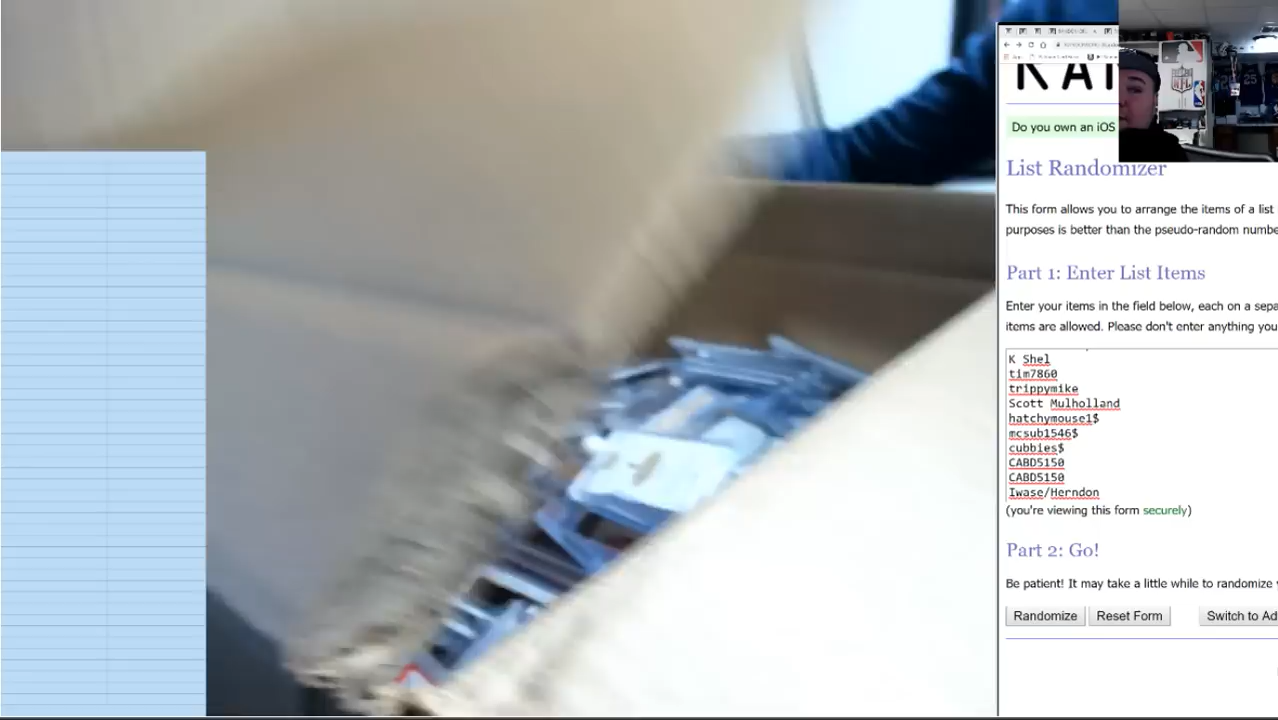 RAN
Do you own an iOS
List Randomizer
This form allows you to arrange the items of a list
purposes is better than the pseudo-random numbe
Part 1: Enter List Items
Enter your items in the field below, each on a sepa
items are allowed. Please don't enter anything you
K Shel
tim7860
trippymike
Scott Mulholland
hatchymouse1$
mcsub1546$
cubbies$
CABD5150
CABD5150
Iwase/Herndon
(you're viewing this form securely)
Part 2: Go!
Be patient! It may take a little while to randomize
Randomize Reset Form Switch to Ad
NFL
25